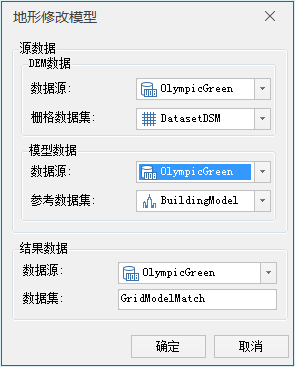 地形修改模型
源数据
DEM数据
数据源: OlympicGreen
栅格数据集: DatasetDSM
模型数据
数据源: OlympicGreen
参考数据集: BuildingModel
结果数据
数据源: OlympicGreen
数据集: GridModelMatch
确定 取消